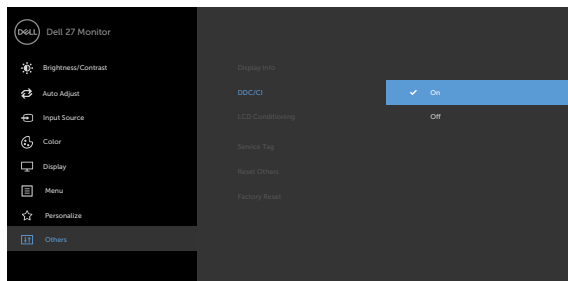 DELL Dell 27 Monitor
Brightness/Contrast
Auto Adjust
Input Source
Color
Display
Menu
Personalize
Others
Display Info
DDC/CI
LCD Conditioning
Service Tag
Reset Others
Factory Reset
On
Off